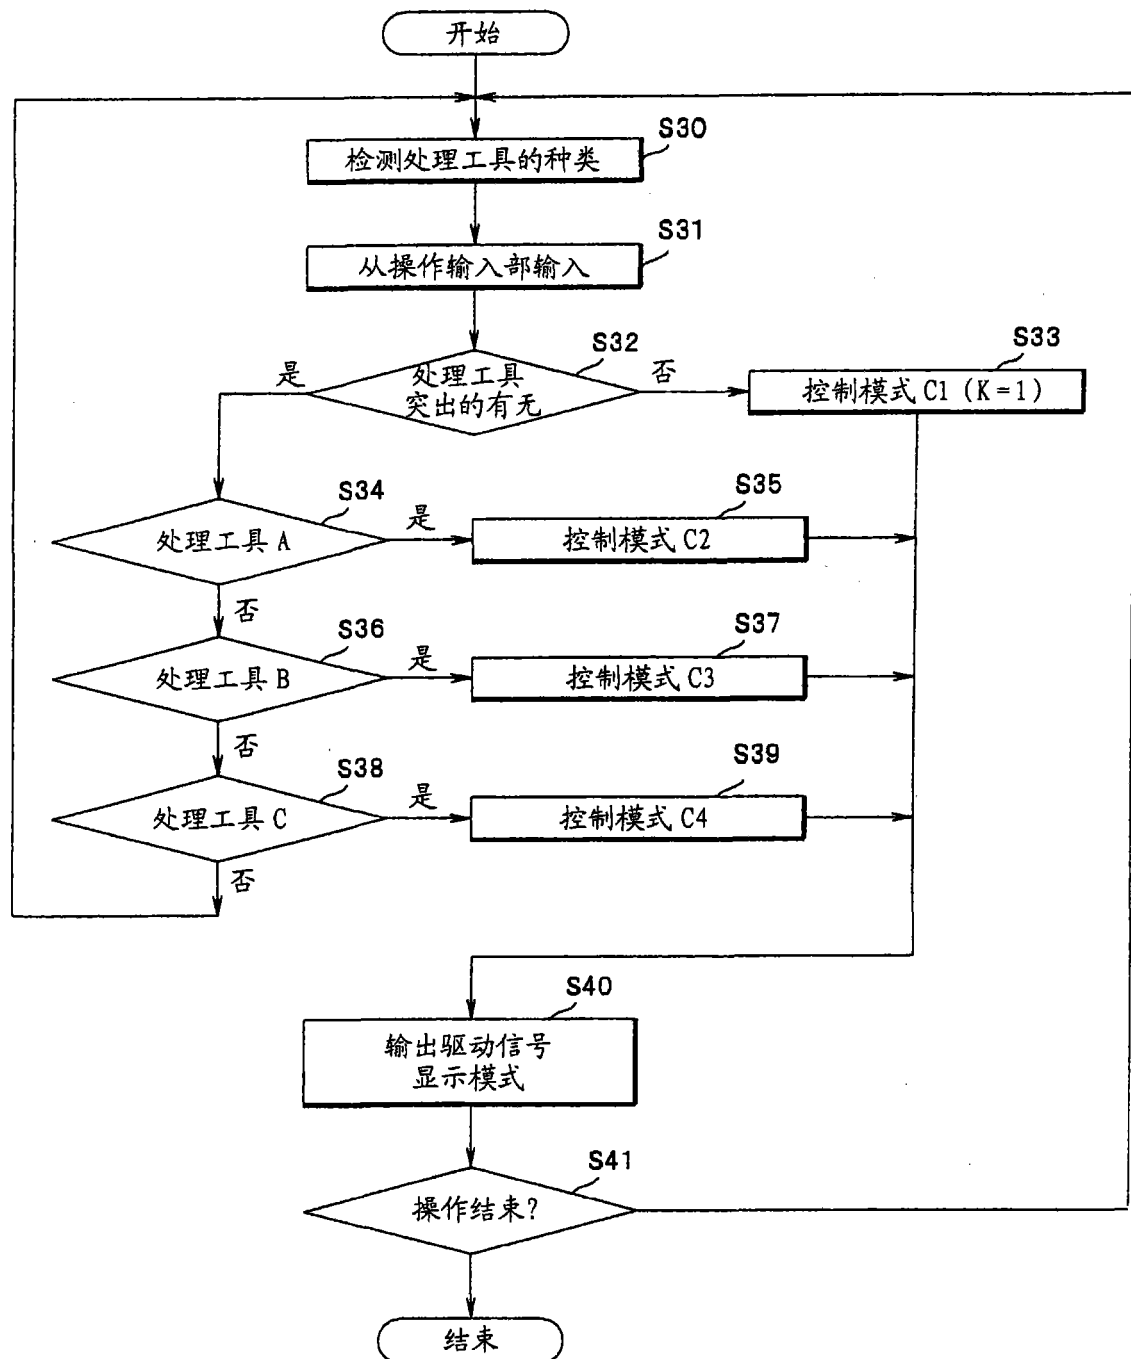 开始
S30
检测处理工具的种类
S31
从操作输入部输入
S32
处理工具
突出的有无
是
否
S33
控制模式 C1 (K=1)
S34
处理工具 A
是
S35
控制模式 C2
否
S36
处理工具 B
是
S37
控制模式 C3
否
S38
处理工具 C
是
S39
控制模式 C4
否
S40
输出驱动信号
显示模式
S41
操作结束?
结束